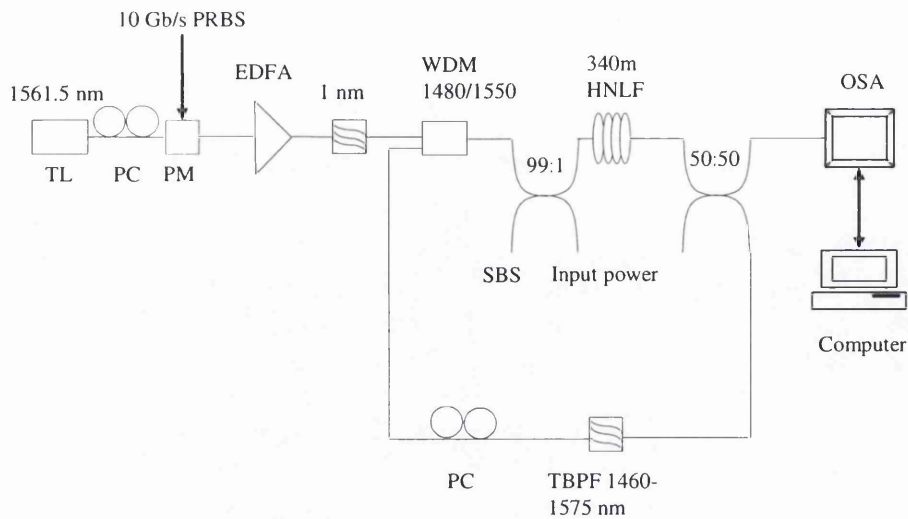 10 Gb/s PRBS
EDFA
WDM
1480/1550
340m
HNLF
OSA
1561.5 nm
1 nm
99:1
50:50
TL
PC
PM
SBS
Input power
Computer
PC
TBPF 1460-
1575 nm